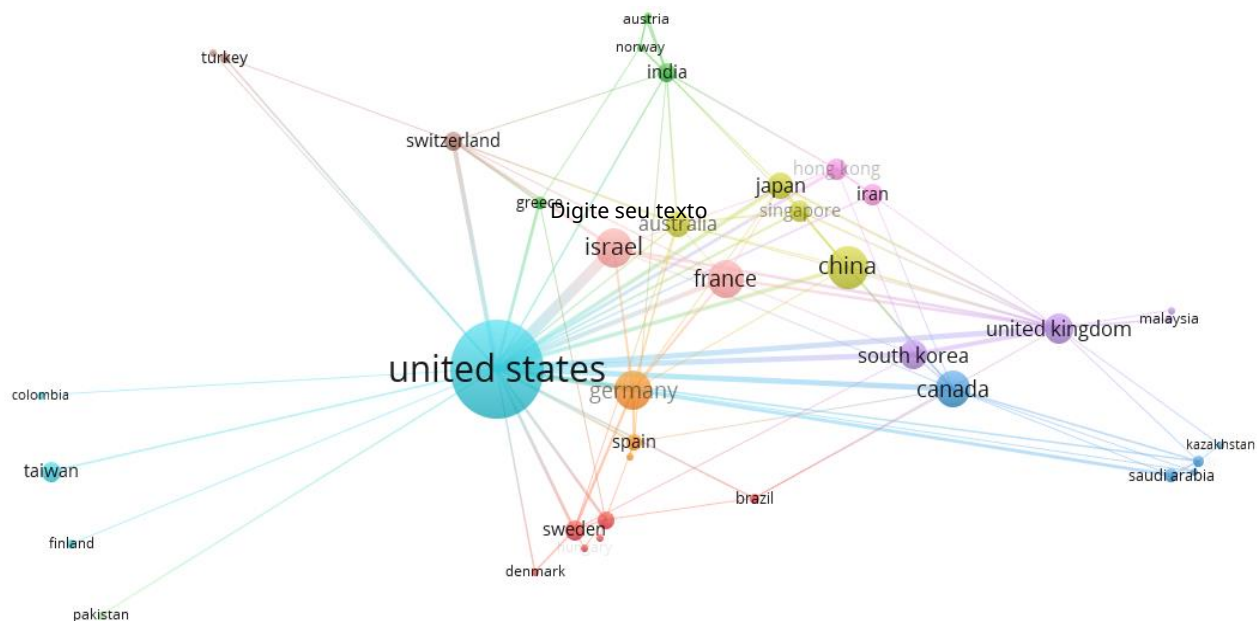 austria
norway
turkey
india
switzerland
hong kong
japan
iran
greece
Digite seu texto
singapore
australia
israel
china
france
malaysia
united kingdom
south korea
united states
germany
canada
colombia
spain
kazakhstan
taiwan
saudi arabia
brazil
sweden
hungary
finland
denmark
pakistan